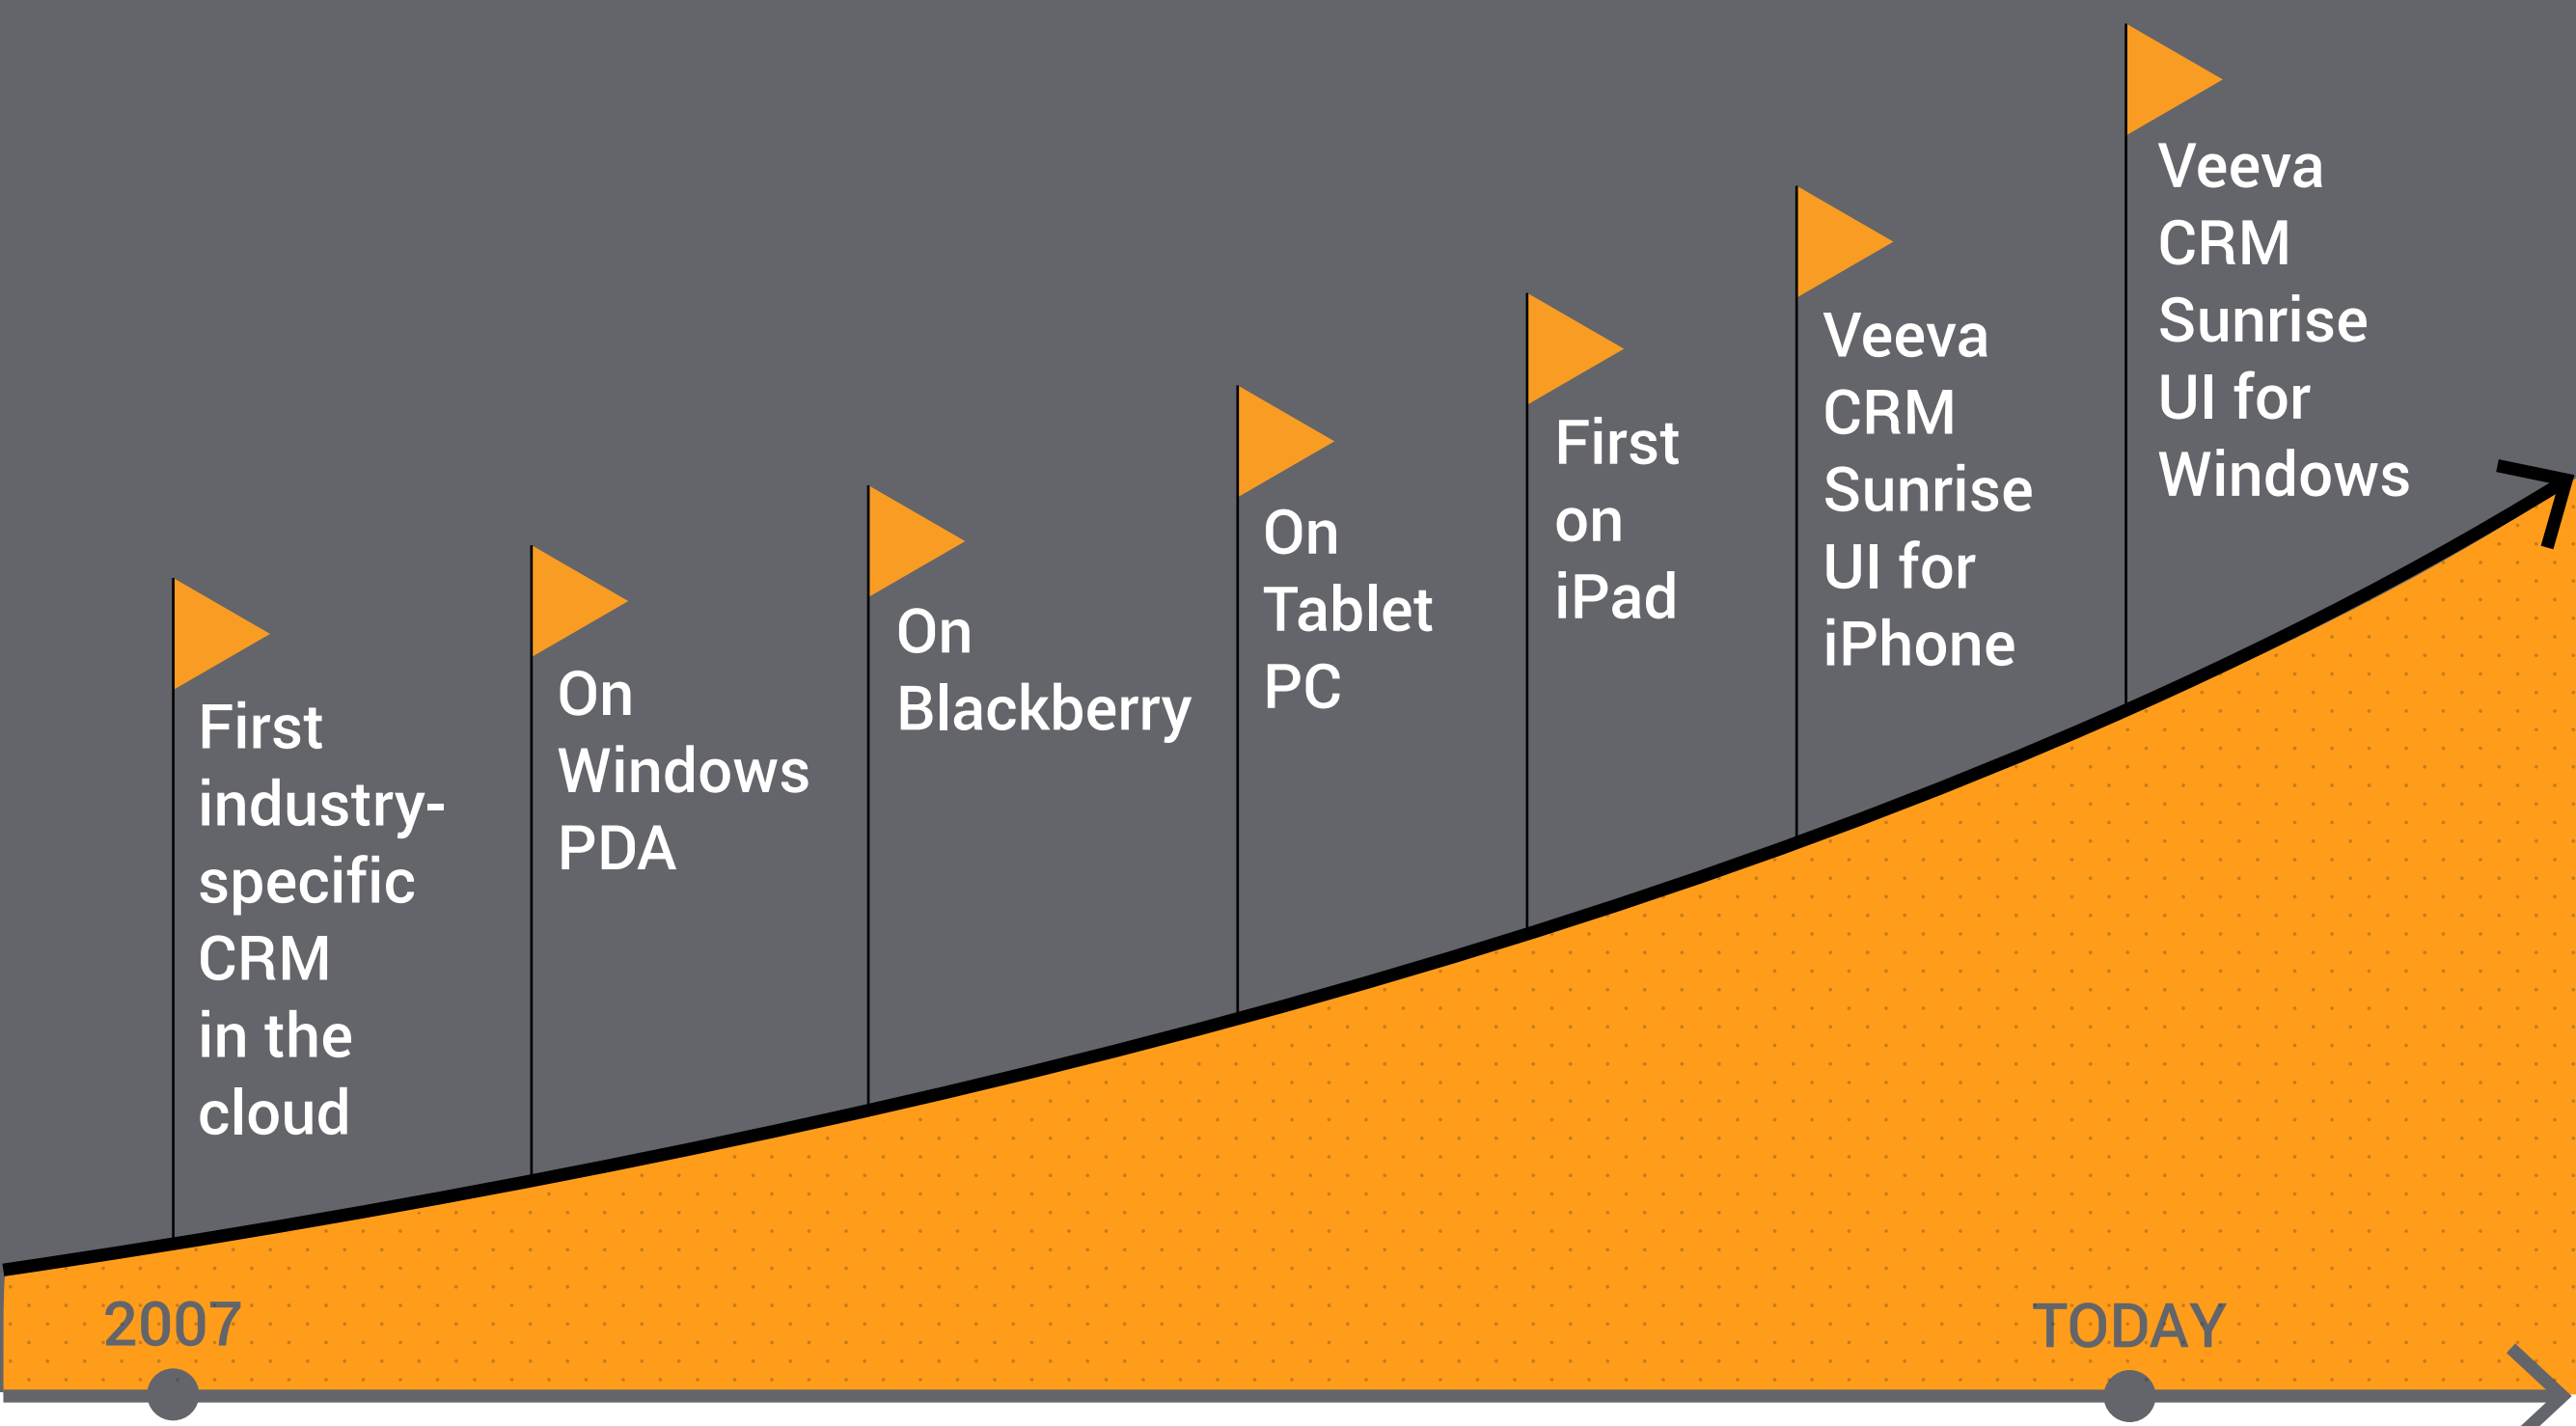 First
industry-
specific
CRM
in the
cloud
On
Windows
PDA
On
Blackberry
On
Tablet
PC
First
on
iPad
Veeva
CRM
Sunrise
UI for
iPhone
Veeva
CRM
Sunrise
UI for
Windows
2007
TODAY